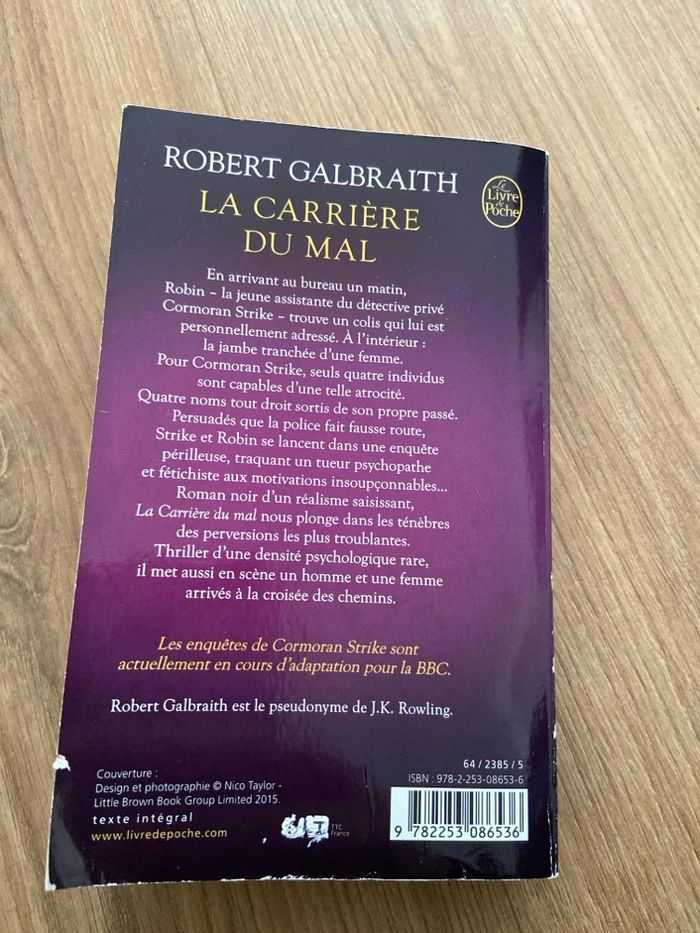 ROBERT GALBRAITH
Le
Livre
de
Poche
LA CARRIÈRE
DU MAL
En arrivant au bureau un matin,
Robin – la jeune assistante du détective privé
Cormoran Strike – trouve un colis qui lui est
personnellement adressé. À l'intérieur :
la jambe tranchée d'une femme.
Pour Cormoran Strike, seuls quatre individus
sont capables d'une telle atrocité.
Quatre noms tout droit sortis de son propre passé.
Persuadés que la police fait fausse route,
Strike et Robin se lancent dans une enquête
périlleuse, traquant un tueur psychopathe
et fétichiste aux motivations insoupçonnables...
Roman noir d'un réalisme saisissant,
La Carrière du mal nous plonge dans les ténèbres
des perversions les plus troublantes.
Thriller d'une densité psychologique rare,
il met aussi en scène un homme et une femme
arrivés à la croisée des chemins.
Les enquêtes de Cormoran Strike sont
actuellement en cours d'adaptation pour la BBC.
Robert Galbraith est le pseudonyme de J.K. Rowling.
Couverture :
Design et photographie © Nico Taylor -
Little Brown Book Group Limited 2015.
texte intégral
www.livredepoche.com
TTC
France
64 / 2385 / 5
ISBN : 978-2-253-08653-6
9 782253 086536